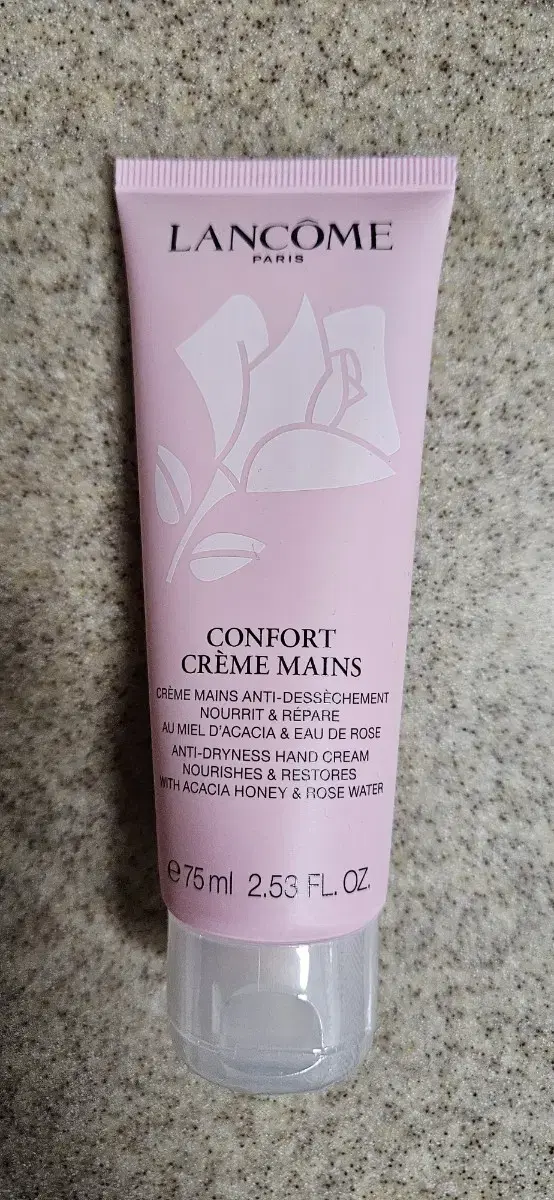 LANCÔME
PARIS
CONFORT
CRÈME MAINS
CRÈME MAINS ANTI-DESSÈCHEMENT
NOURRIT & RÉPARE
AU MIEL D'ACACIA & EAU DE ROSE
ANTI-DRYNESS HAND CREAM
NOURISHES & RESTORES
WITH ACACIA HONEY & ROSE WATER
℮75 ml 2.53 FL. OZ.